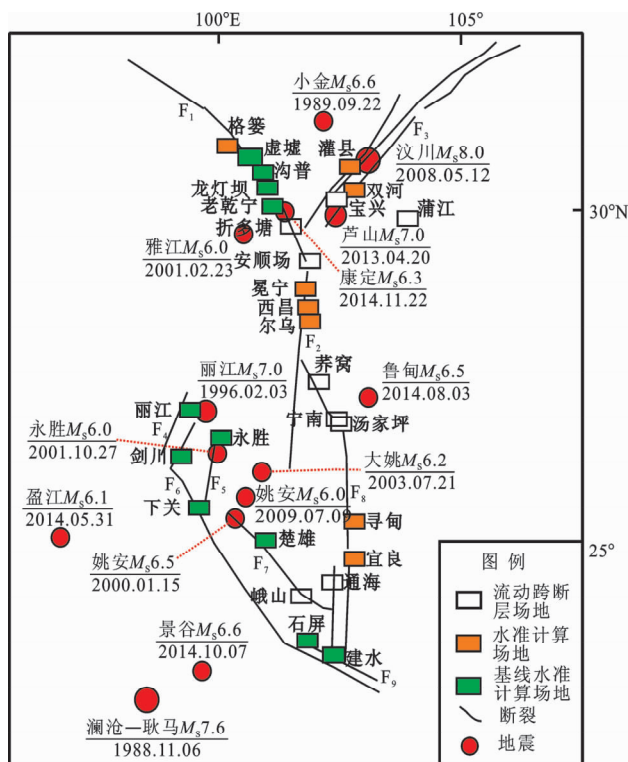 100°E
105°
小金Ms6.6
1989.09.22
F1
格篓
虚墟
灌县
F3
汶川Ms8.0
2008.05.12
沟普
龙灯坝
双河
老乾宁
宝兴
蒲江
30°N
折多塘
雅江Ms6.0
2001.02.23
安顺场
芦山Ms7.0
2013.04.20
康定Ms6.3
2014.11.22
冕宁
西昌
尔乌
F2
荞窝
丽江Ms7.0
1996.02.03
鲁甸Ms6.5
2014.08.03
丽江
宁南
汤家坪
永胜Ms6.0
2001.10.27
F4
永胜
剑川
大姚Ms6.2
2003.07.21
F6
F5
F8
盈江Ms6.1
2014.05.31
姚安Ms6.0
2009.07.09
下关
寻甸
楚雄
25°
姚安Ms6.5
2000.01.15
F7
宜良
通海
峨山
景谷Ms6.6
2014.10.07
石屏
建水
F9
澜沧—耿马Ms7.6
1988.11.06
图 例
流动跨断
层场地
水准计算
场地
基线水准
计算场地
断裂
地震